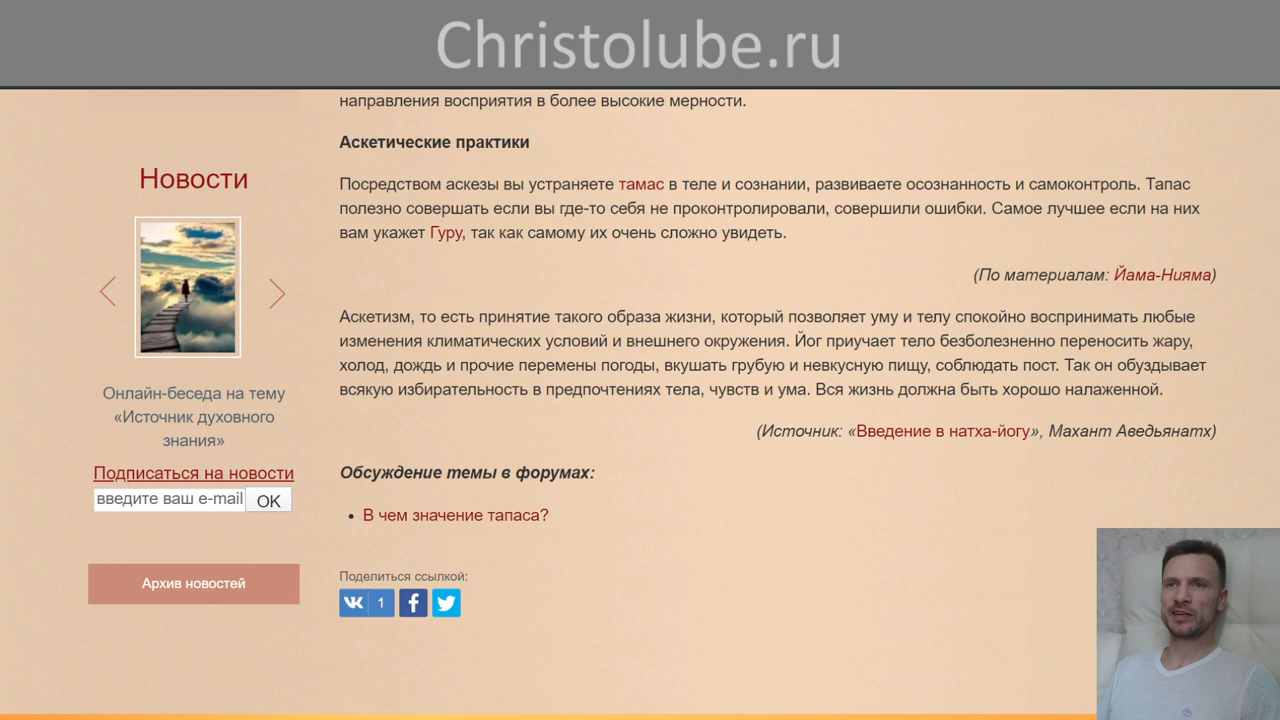 Christolube.ru
направления восприятия в более высокие мерности.
Аскетические практики
Посредством аскезы вы устраняете тамас в теле и сознании, развиваете осознанность и самоконтроль. Тапас
полезно совершать если вы где-то себя не проконтролировали, совершили ошибки. Самое лучшее если на них
вам укажет Гуру, так как самому их очень сложно увидеть.
(По материалам: Йама-Нияма)
Аскетизм, то есть принятие такого образа жизни, который позволяет уму и телу спокойно воспринимать любые
изменения климатических условий и внешнего окружения. Йог приучает тело безболезненно переносить жару,
холод, дождь и прочие перемены погоды, вкушать грубую и невкусную пищу, соблюдать пост. Так он обуздывает
всякую избирательность в предпочтениях тела, чувств и ума. Вся жизнь должна быть хорошо налаженной.
(Источник: «Введение в натха-йогу», Махант Аведьянатх)
Обсуждение темы в форумах:
В чем значение тапаса?
Поделиться ссылкой:
1
Новости
Онлайн-беседа на тему
«Источник духовного
знания»
Подписаться на новости
введите ваш e-mail OK
Архив новостей